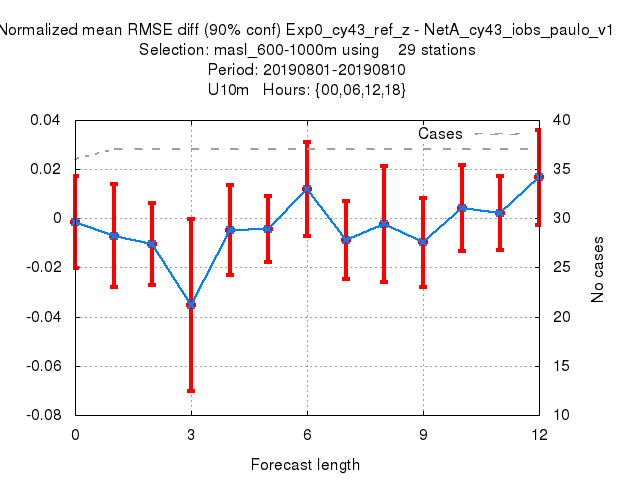 Normalized mean RMSE diff (90% conf) Exp0_cy43_ref_z - NetA_cy43_iobs_paulo_v1
Selection: masl_600-1000m using 29 stations
Period: 20190801-20190810
U10m Hours: {00,06,12,18}
Cases
0.04
0.02
0
-0.02
-0.04
-0.06
-0.08
40
35
30
25
20
15
10
No cases
0 3 6 9 12
Forecast length